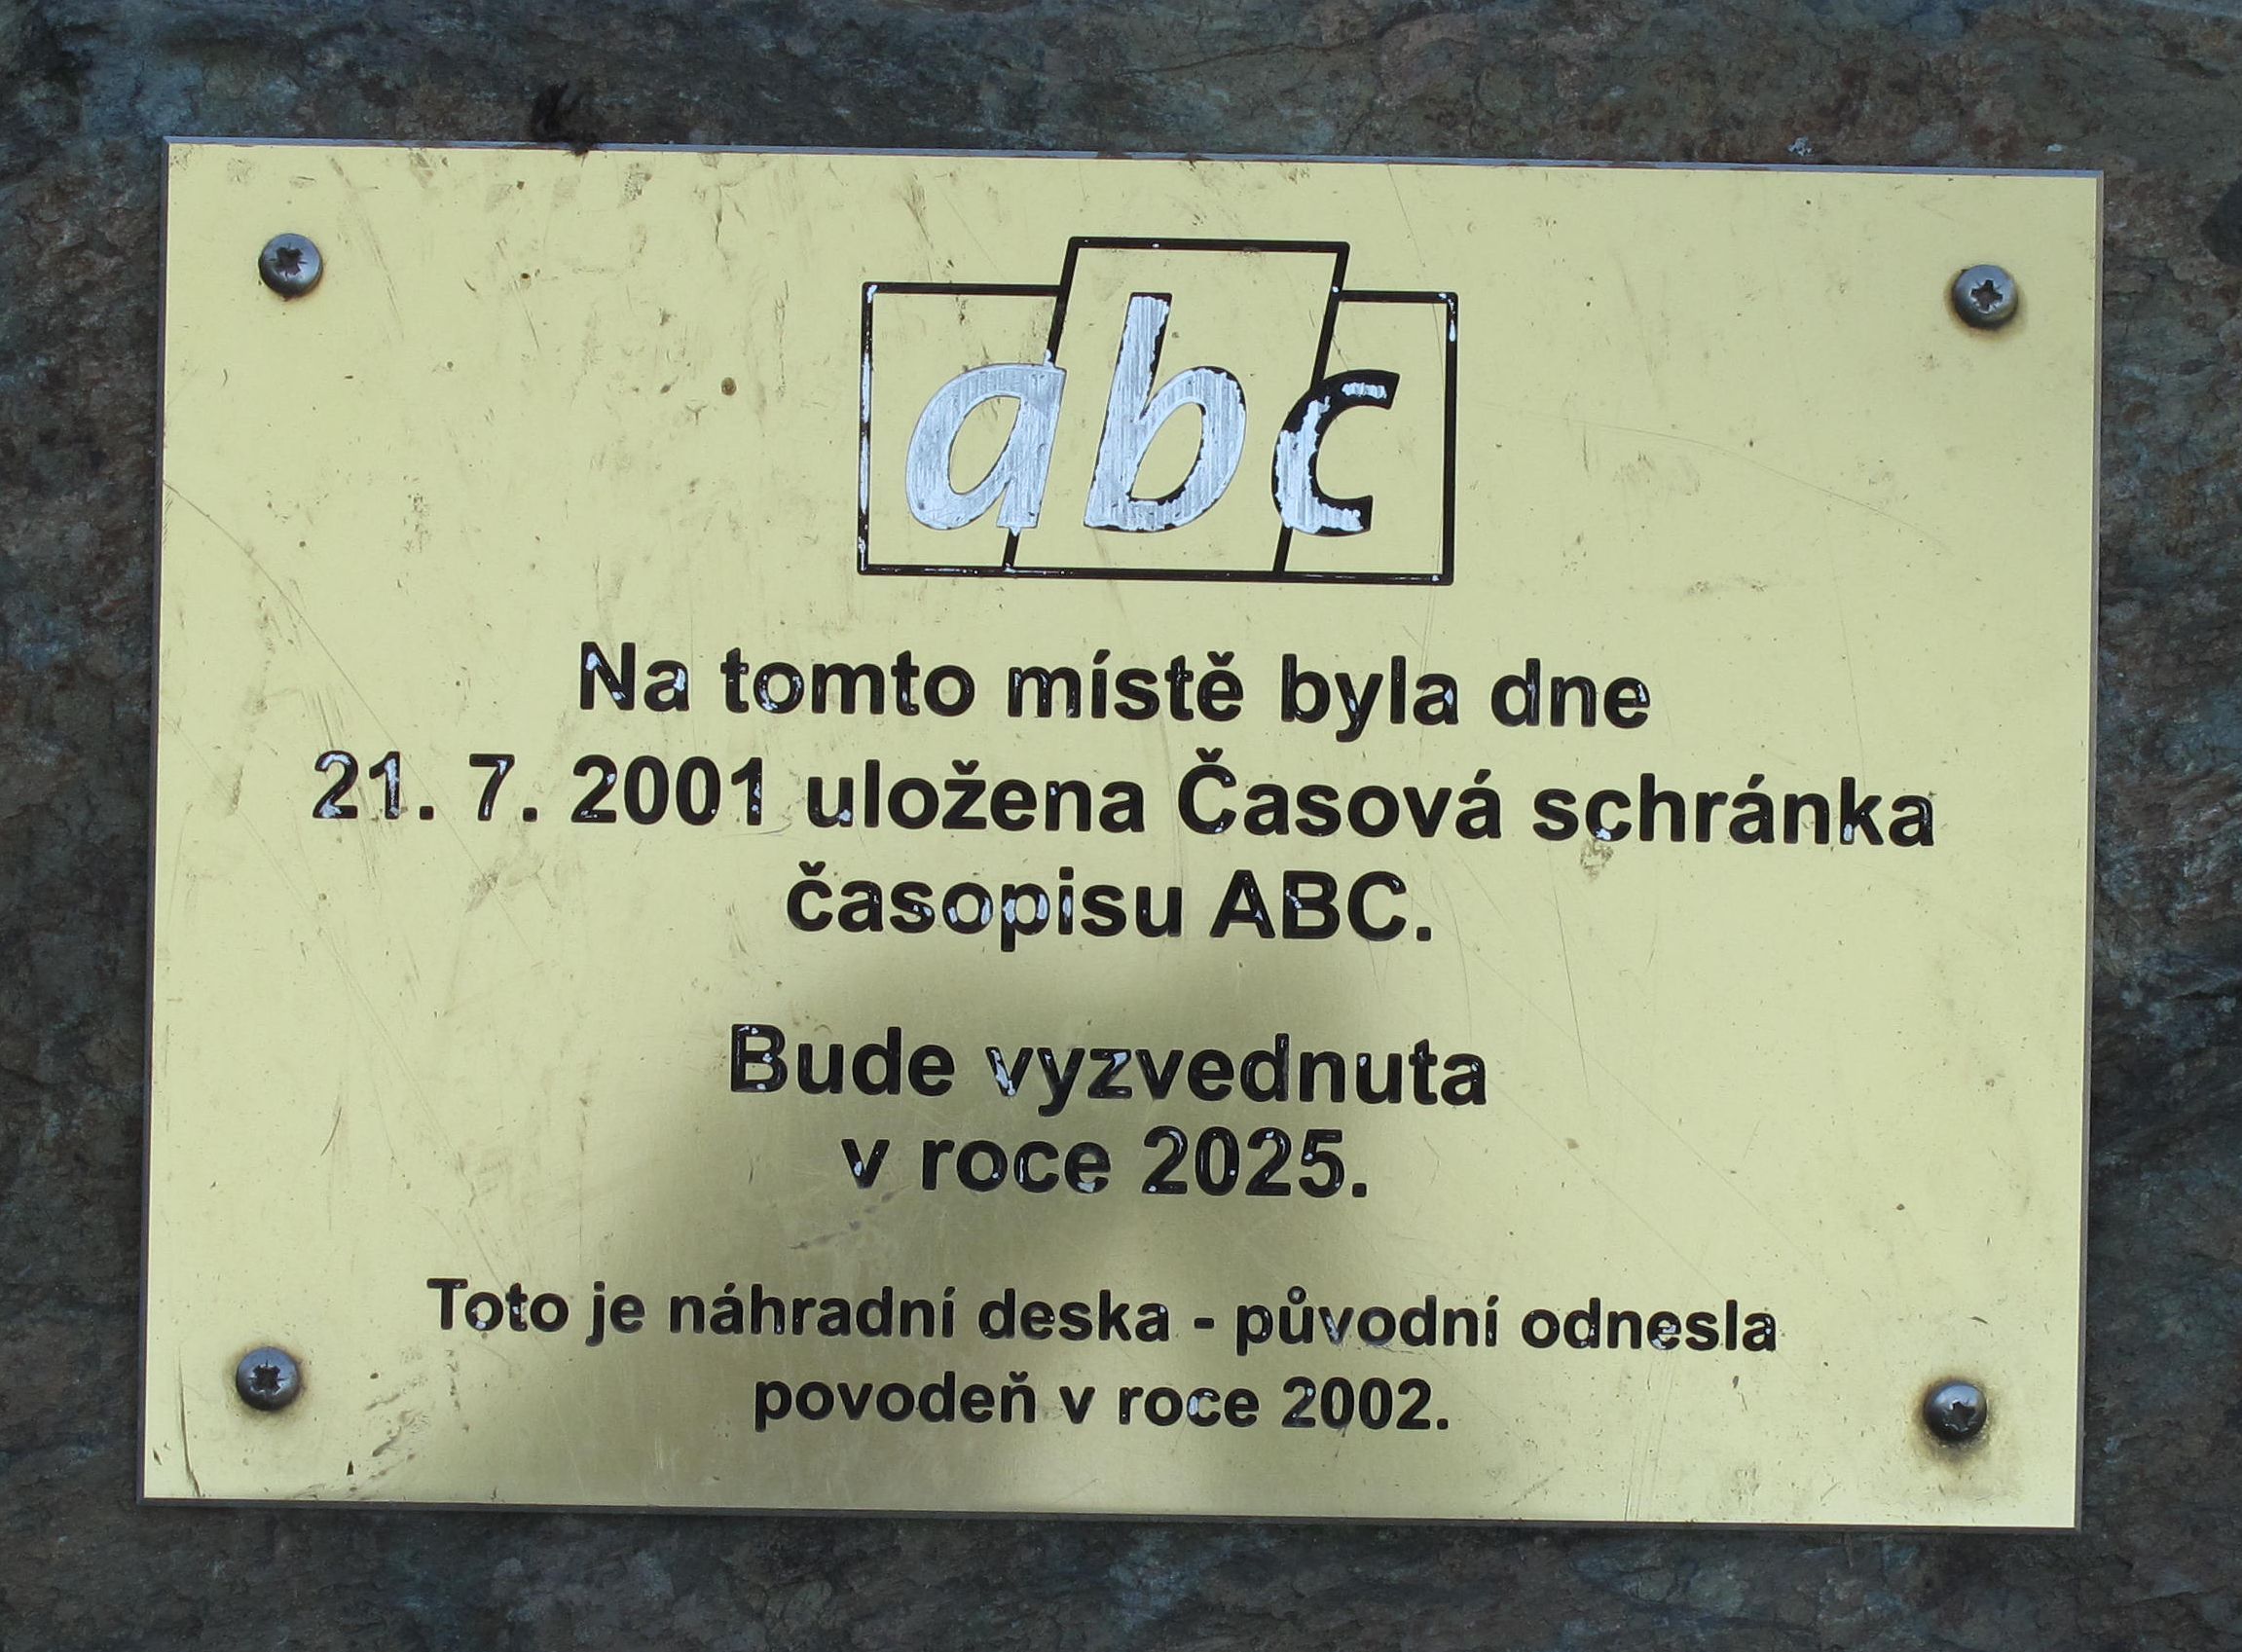 abc
Na tomto místě byla dne
21. 7. 2001 uložena Časová schránka
časopisu ABC.
Bude vyzvednuta
v roce 2025.
Toto je náhradní deska - původní odnesla
povodeň v roce 2002.